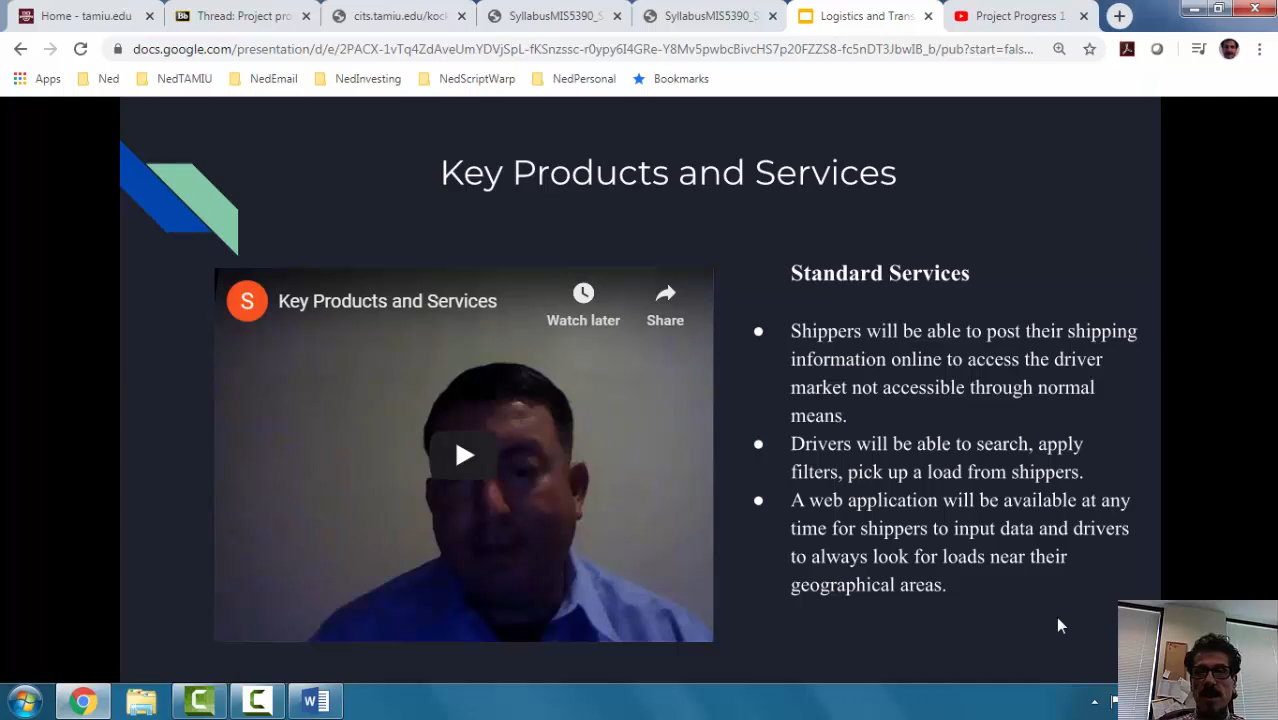 Home - tamiu.edu
Bb
Thread: Project pro
cits.tamiu.edu/kock
SyllabusMIS5390_S
SyllabusMIS5390_S
Logistics and Trans
Project Progress 1
docs.google.com/presentation/d/e/2PACX-1vTq4ZdAveUmYDVjSpL-fKSnzssc-r0ypy6I4GRe-Y8Mv5pwbcBivcHS7p20FZZS8-fc5nDT3JbwIB_b/pub?start=fals...
Apps
Ned
NedTAMIU
NedEmail
NedInvesting
NedScriptWarp
NedPersonal
Bookmarks
Key Products and Services
S
Key Products and Services
Watch later
Share
Standard Services
● Shippers will be able to post their shipping
information online to access the driver
market not accessible through normal
means.
● Drivers will be able to search, apply
filters, pick up a load from shippers.
● A web application will be available at any
time for shippers to input data and drivers
to always look for loads near their
geographical areas.